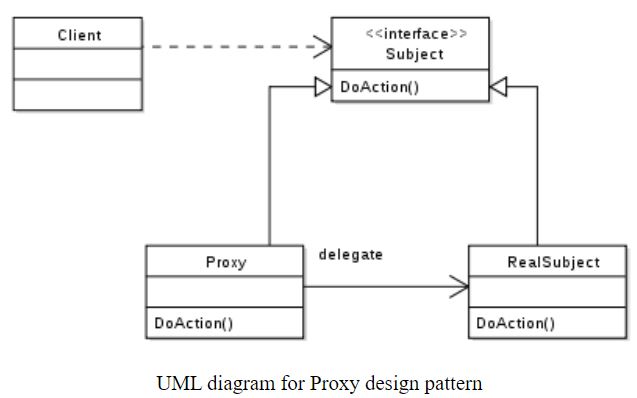 Client
<<interface>>
Subject
DoAction()
Proxy
delegate
RealSubject
DoAction()
DoAction()
UML diagram for Proxy design pattern